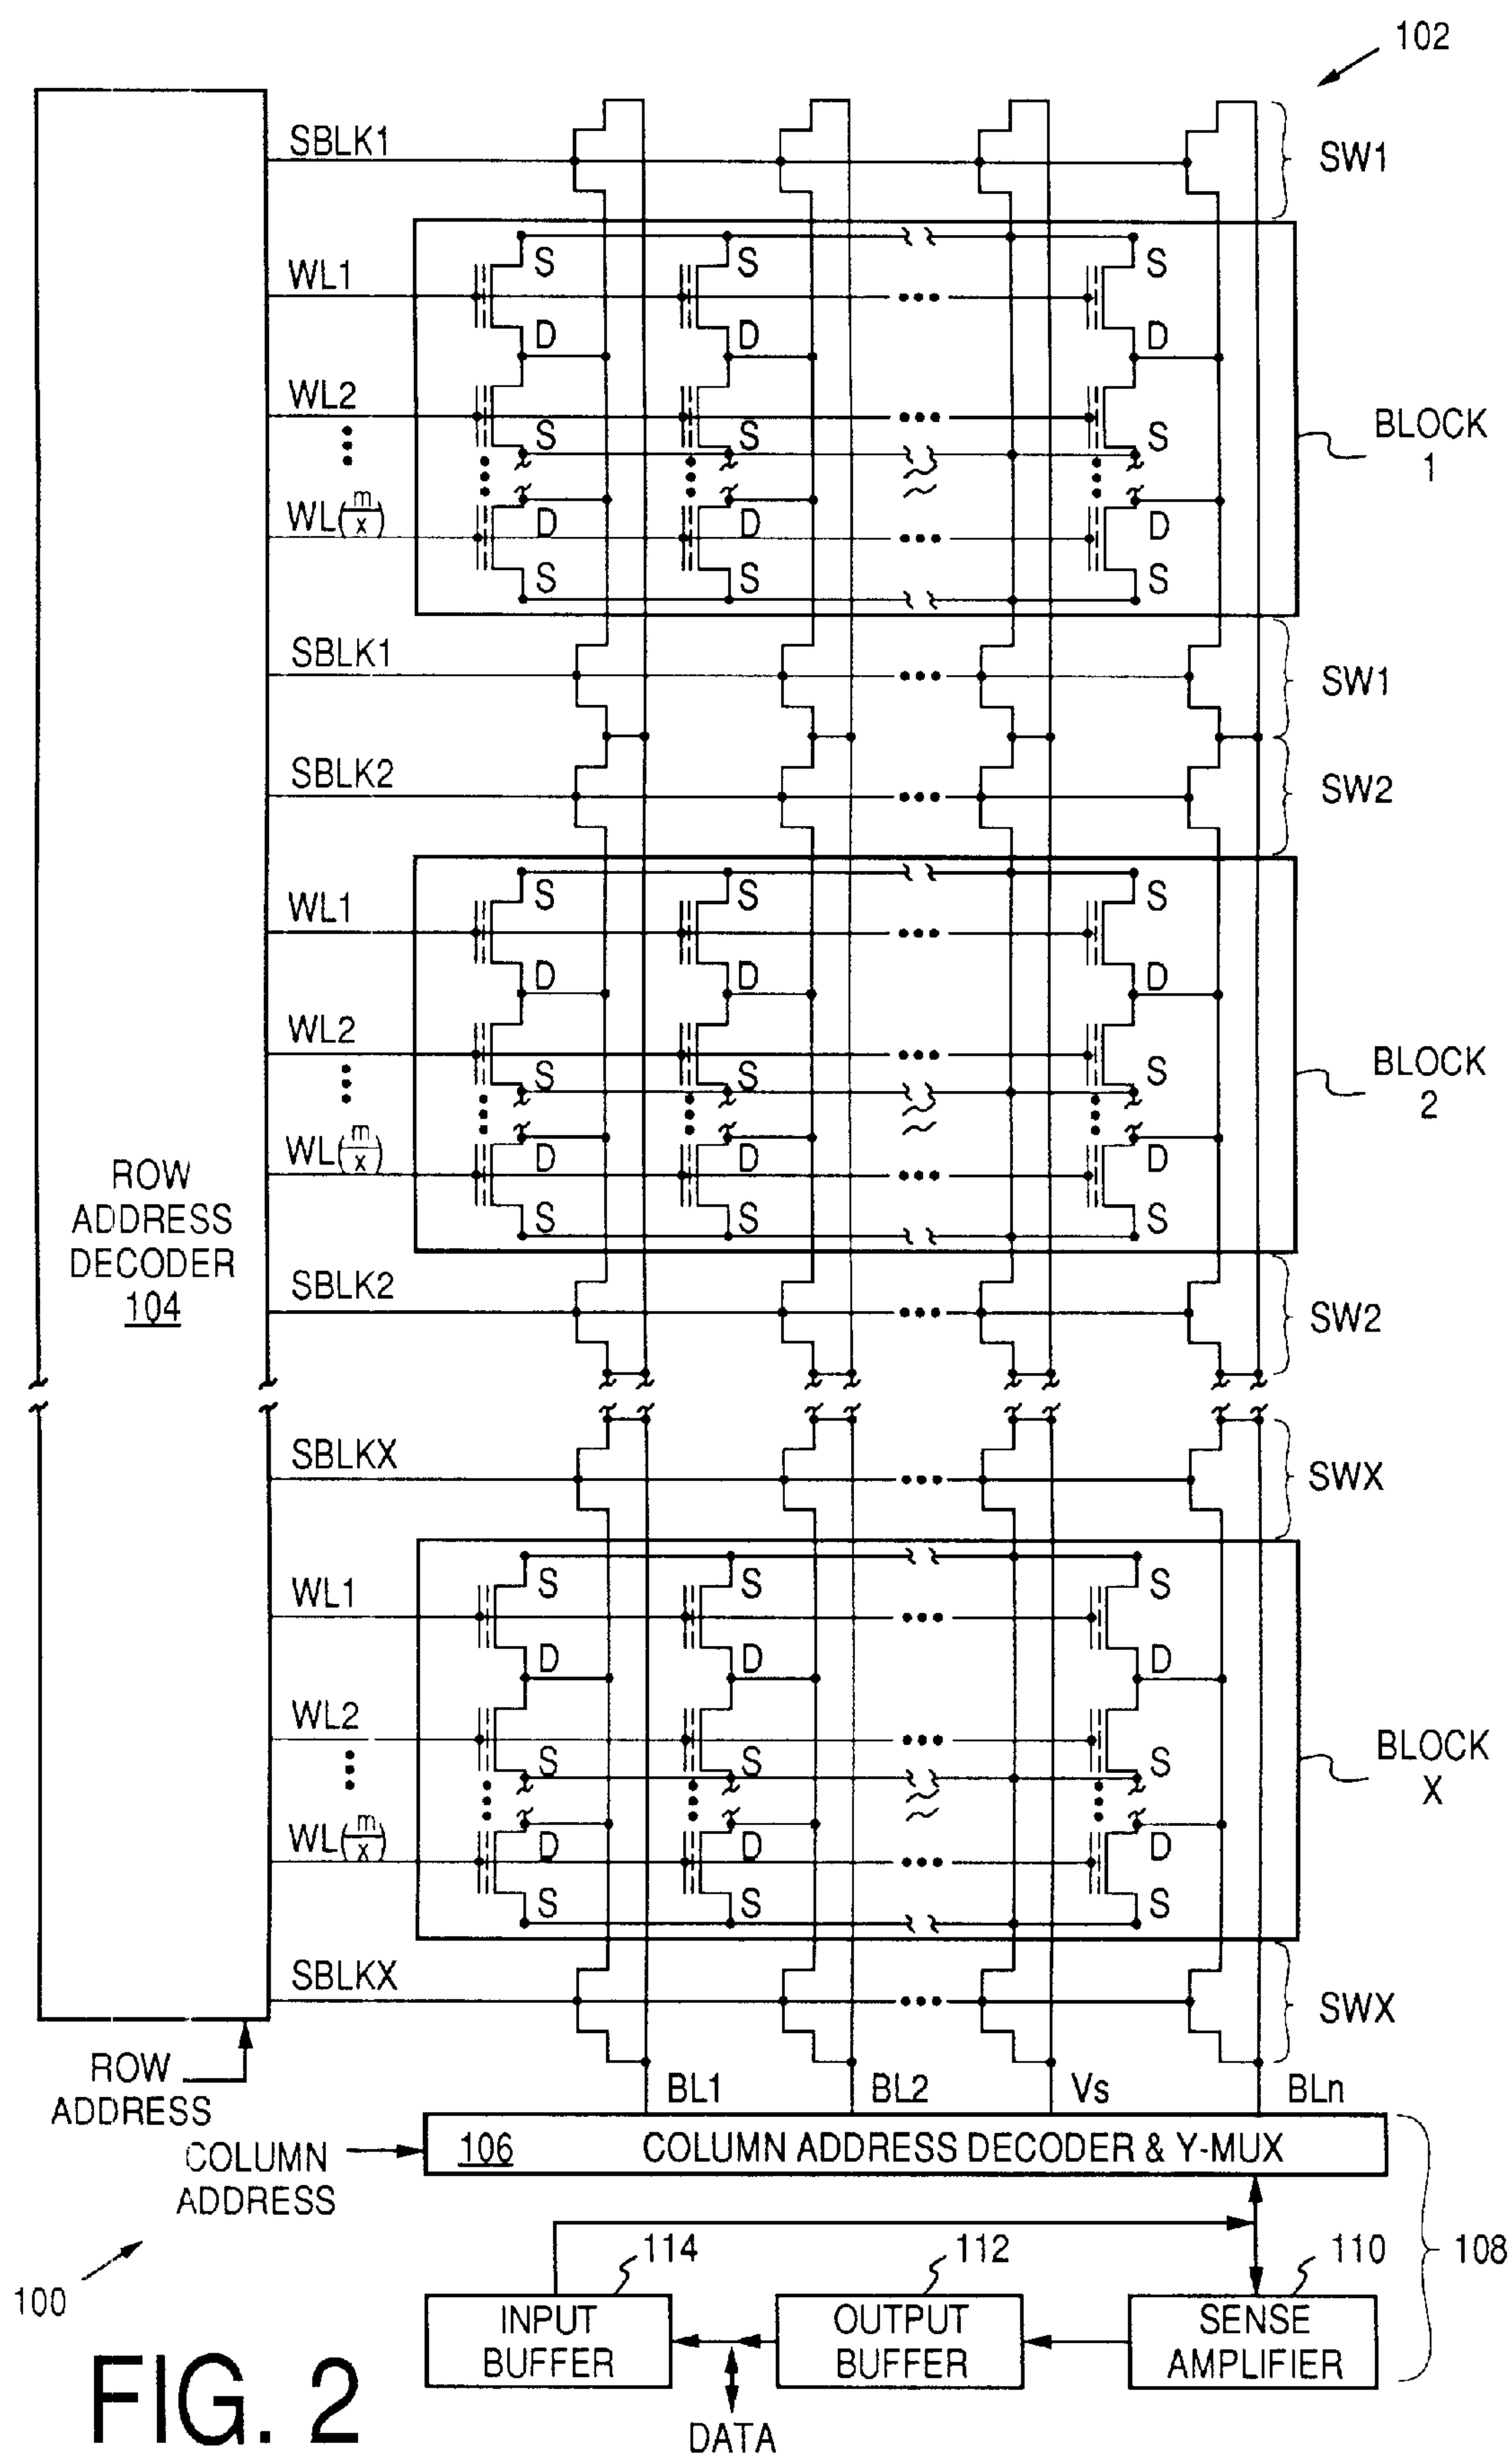 102
SBLK1
SW1
S S S
WL1
D D D
WL2
S S S
BLOCK
1
WL(m/x)
D D D
S S S
SBLK1
SW1
SBLK2
SW2
S S S
WL1
D D D
WL2
S S S
BLOCK
2
WL(m/x)
D D D
S S S
ROW
ADDRESS
DECODER
104
SBLK2
SW2
SBLKX
SWX
S S S
WL1
D D D
WL2
S S S
BLOCK
X
WL(m/x)
D D D
S S S
SBLKX
SWX
ROW
ADDRESS
BL1 BL2 Vs BLn
COLUMN
ADDRESS
106 COLUMN ADDRESS DECODER & Y-MUX
108
114 112 110
100
INPUT
BUFFER
OUTPUT
BUFFER
SENSE
AMPLIFIER
DATA
FIG. 2